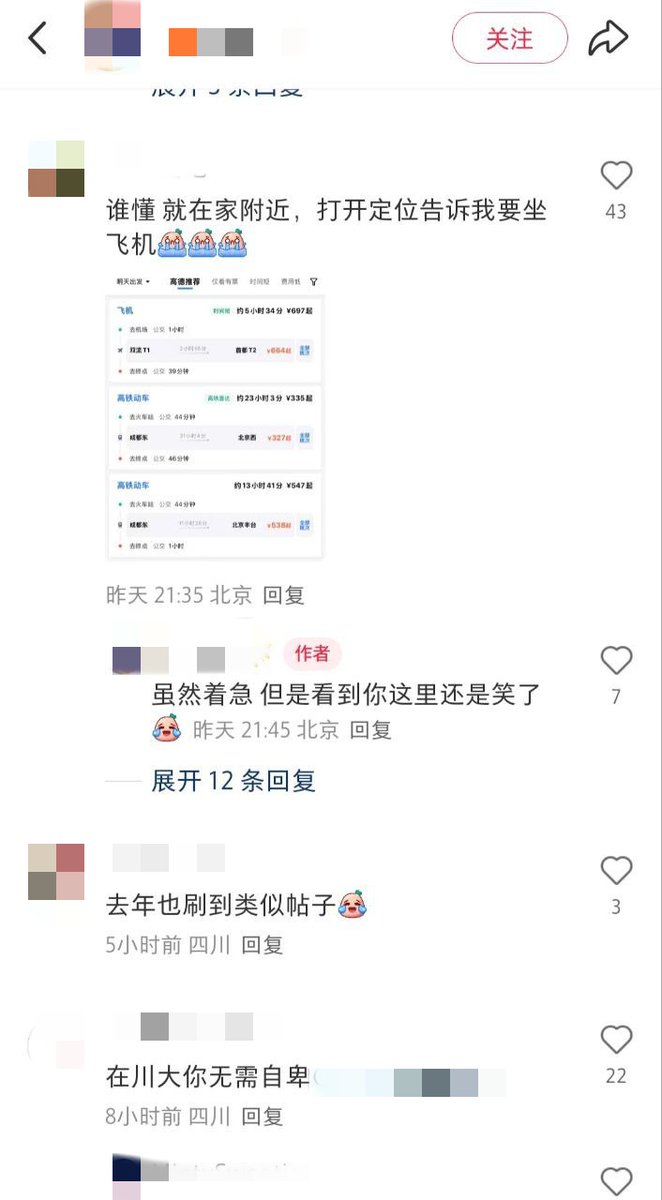 关注
展开 5 条回复
谁懂 就在家附近，打开定位告诉我要坐
飞机
43
明天出发 高德推荐 仅看有票 时间短 费用低
飞机 时间短 约5小时34分 ¥697起
去机场 公交 1小时
双流T1 首都T2 ¥664起
去终点 公交 39分钟
高铁动车 高铁直达 约23小时3分 ¥335起
去火车站 公交 44分钟
成都东 21小时4分 北京西 ¥327起
去终点 公交 46分钟
高铁动车 约13小时41分 ¥547起
去火车站 公交 44分钟
成都东 北京丰台 ¥538起
去终点 公交 1小时
昨天 21:35 北京 回复
作者
虽然着急 但是看到你这里还是笑了
昨天 21:45 北京 回复
7
展开 12 条回复
去年也刷到类似帖子
3
5小时前 四川 回复
在川大你无需自卑
22
8小时前 四川 回复